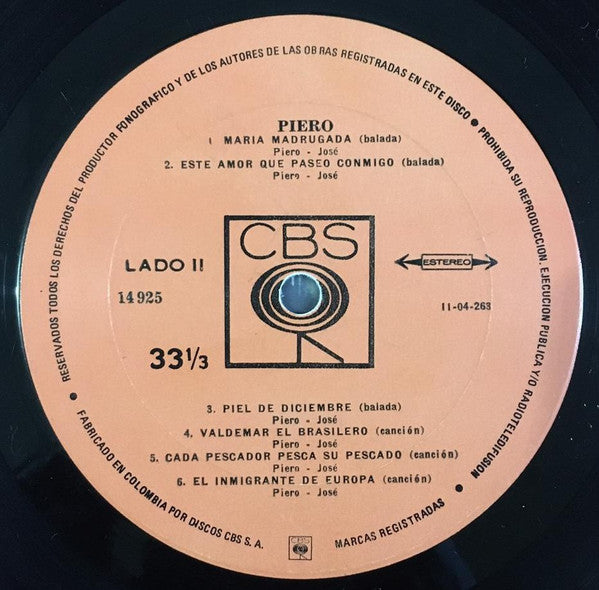 RESERVADOS TODOS LOS DERECHOS DEL PRODUCTOR FONOGRAFICO Y DE LOS AUTORES DE LAS OBRAS REGISTRADAS EN ESTE DISCO • PROHIBIDA SU REPRODUCCION, EJECUCION PUBLICA Y/O RADIOTELEDIFUSION •
PIERO
1 MARIA MADRUGADA (balada)
Piero - José
2. ESTE AMOR QUE PASEO CONMIGO (balada)
Piero - José
CBS
LADO II
ESTEREO
14925
11-04-263
33 1/3
3. PIEL DE DICIEMBRE (balada)
Piero - José
4. VALDEMAR EL BRASILERO (canción)
Piero - José
5. CADA PESCADOR PESCA SU PESCADO (canción)
Piero - José
6. EL INMIGRANTE DE EUROPA (canción)
Piero - José
• FABRICADO EN COLOMBIA POR DISCOS CBS S. A.
CBS
MARCAS REGISTRADAS •